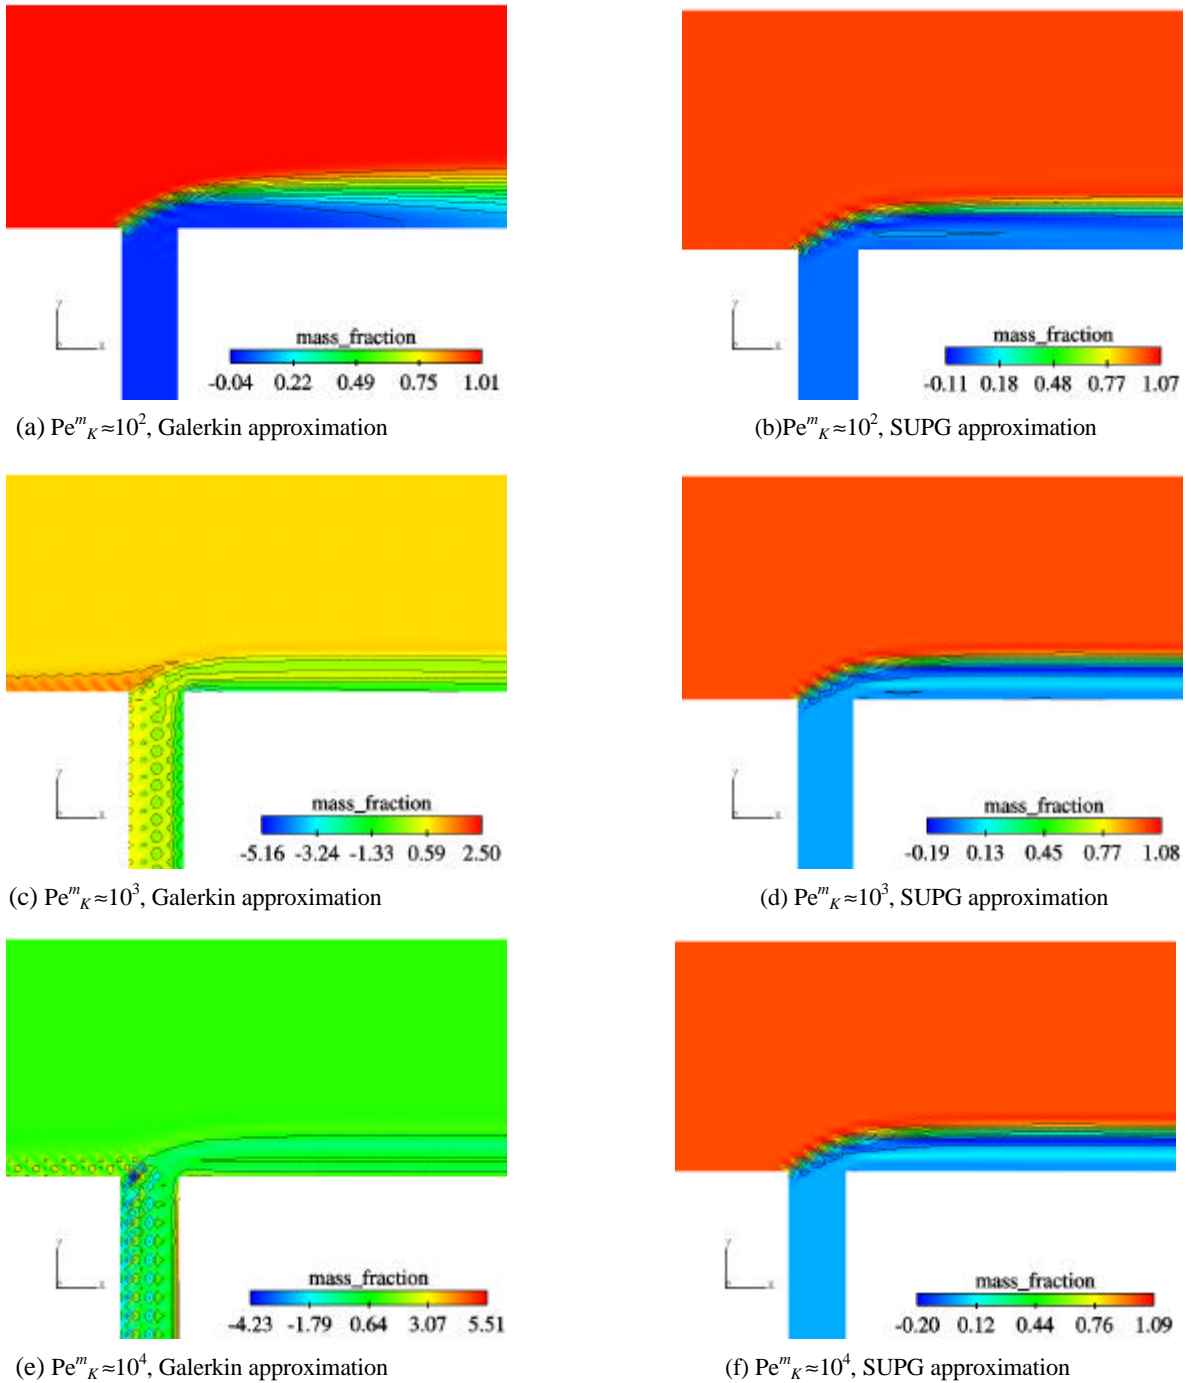 mass_fraction
-0.04 0.22 0.49 0.75 1.01
mass_fraction
-0.11 0.18 0.48 0.77 1.07
(a) Pe^m_K≈10^2, Galerkin approximation
(b)Pe^m_K≈10^2, SUPG approximation
mass_fraction
-5.16 -3.24 -1.33 0.59 2.50
mass_fraction
-0.19 0.13 0.45 0.77 1.08
(c) Pe^m_K≈10^3, Galerkin approximation
(d) Pe^m_K≈10^3, SUPG approximation
mass_fraction
-4.23 -1.79 0.64 3.07 5.51
mass_fraction
-0.20 0.12 0.44 0.76 1.09
(e) Pe^m_K≈10^4, Galerkin approximation
(f) Pe^m_K≈10^4, SUPG approximation